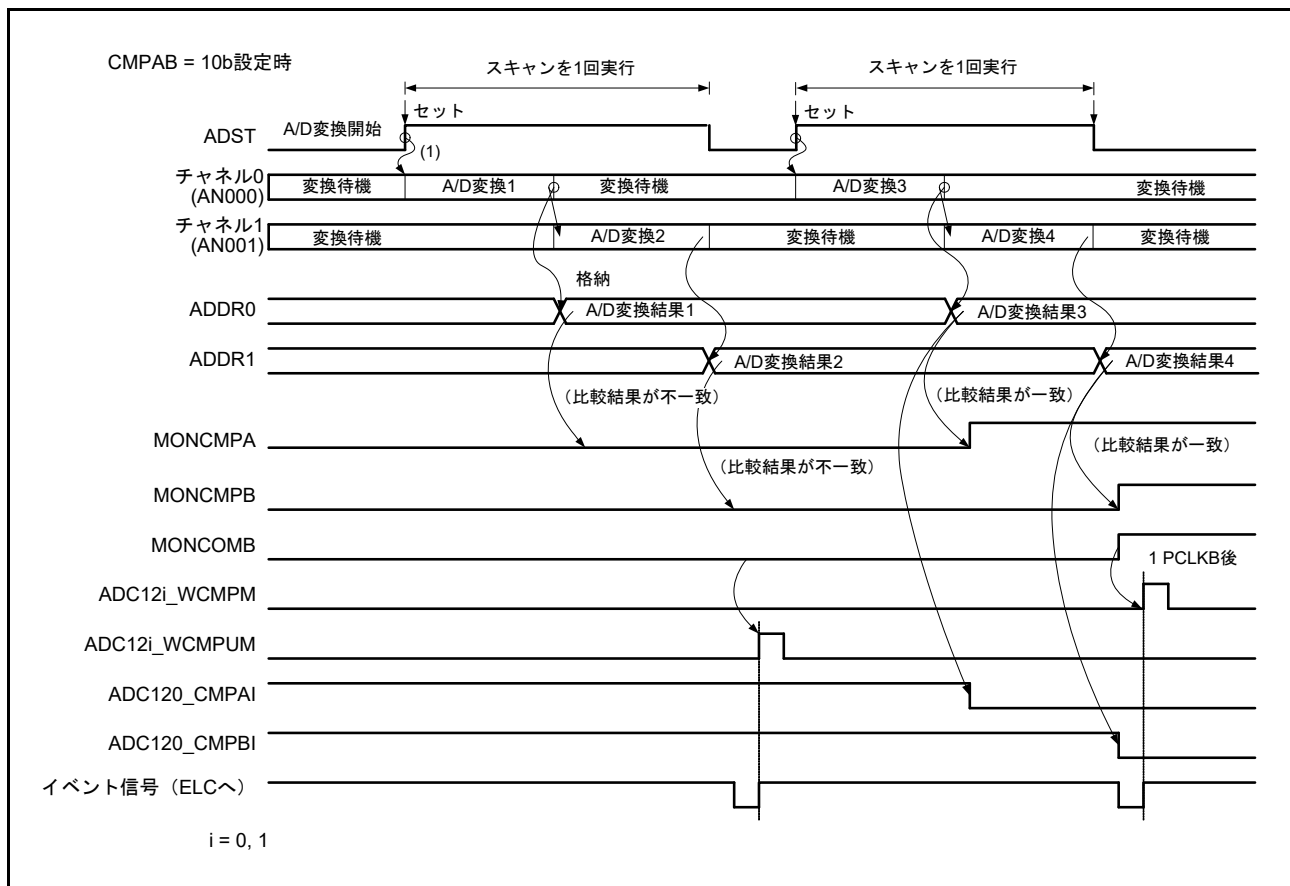 CMPAB = 10b設定時
スキャンを1回実行
スキャンを1回実行
セット
セット
ADST
A/D変換開始
(1)
チャネル0
(AN000)
変換待機
A/D変換1
変換待機
A/D変換3
変換待機
チャネル1
(AN001)
変換待機
A/D変換2
変換待機
A/D変換4
変換待機
格納
ADDR0
A/D変換結果1
A/D変換結果3
ADDR1
A/D変換結果2
A/D変換結果4
（比較結果が不一致）
（比較結果が一致）
MONCMPA
（比較結果が不一致）
（比較結果が一致）
MONCMPB
MONCOMB
1 PCLKB後
ADC12i_WCMPM
ADC12i_WCMPUM
ADC120_CMPAI
ADC120_CMPBI
イベント信号（ELCへ）
i = 0, 1